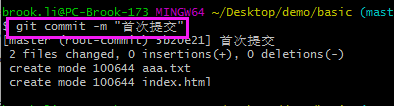 brook.li@PC-Brook-173 MINGW64 ~/Desktop/demo/basic (mast
$ git commit -m "首次提交"
[master (root-commit) 3b20e21] 首次提交
2 files changed, 0 insertions(+), 0 deletions(-)
create mode 100644 aaa.txt
create mode 100644 index.html